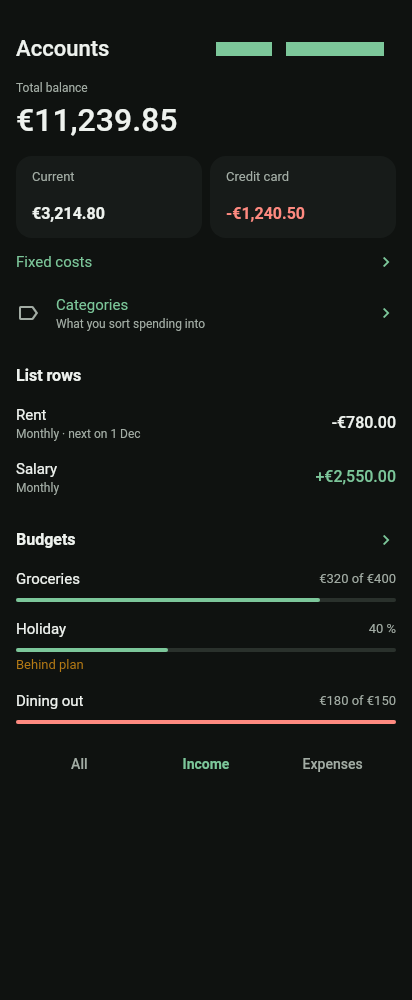 Accounts
Total balance
€11,239.85
Current
Credit card
€3,214.80
-€1,240.50
Fixed costs
Categories
What you sort spending into
List rows
Rent
-€780.00
Monthly · next on 1 Dec
Salary
+€2,550.00
Monthly
Budgets
Groceries
€320 of €400
Holiday
40 %
Behind plan
Dining out
€180 of €150
All
Income
Expenses